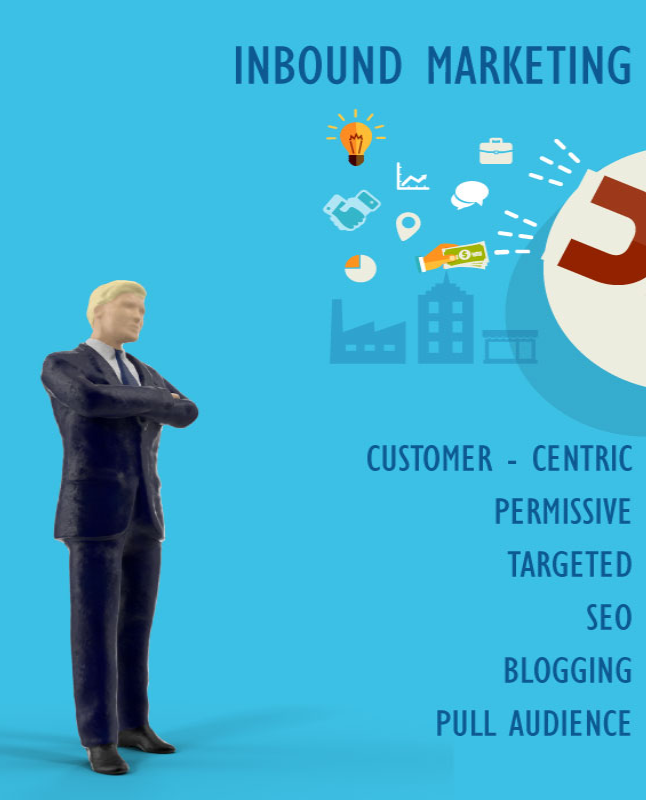 INBOUND MARKETING
$
CUSTOMER - CENTRIC
PERMISSIVE
TARGETED
SEO
BLOGGING
PULL AUDIENCE